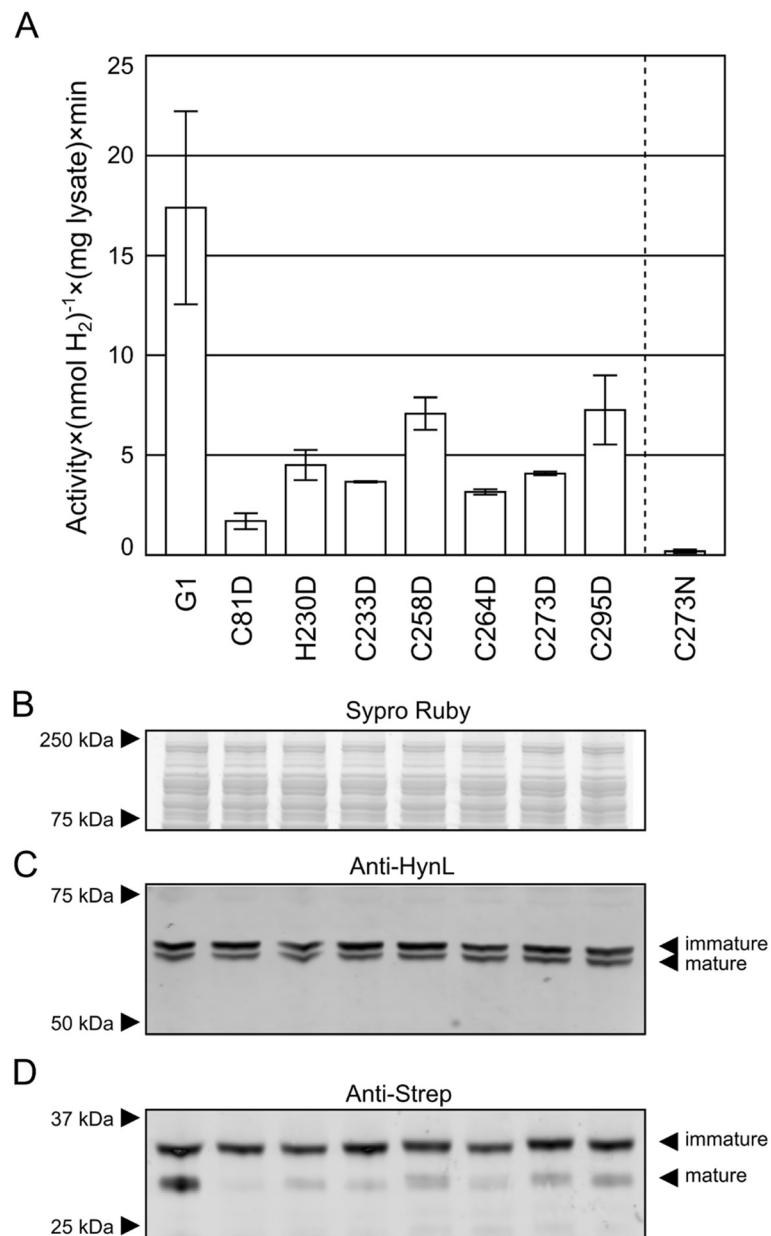 A
Activity×(nmol H₂)⁻¹×(mg lysate)×min
25
20
15
10
5
0
G1
C81D
H230D
C233D
C258D
C264D
C273D
C295D
C273N
B
Sypro Ruby
250 kDa
75 kDa
C
Anti-HynL
75 kDa
immature
mature
50 kDa
D
Anti-Strep
37 kDa
immature
mature
25 kDa